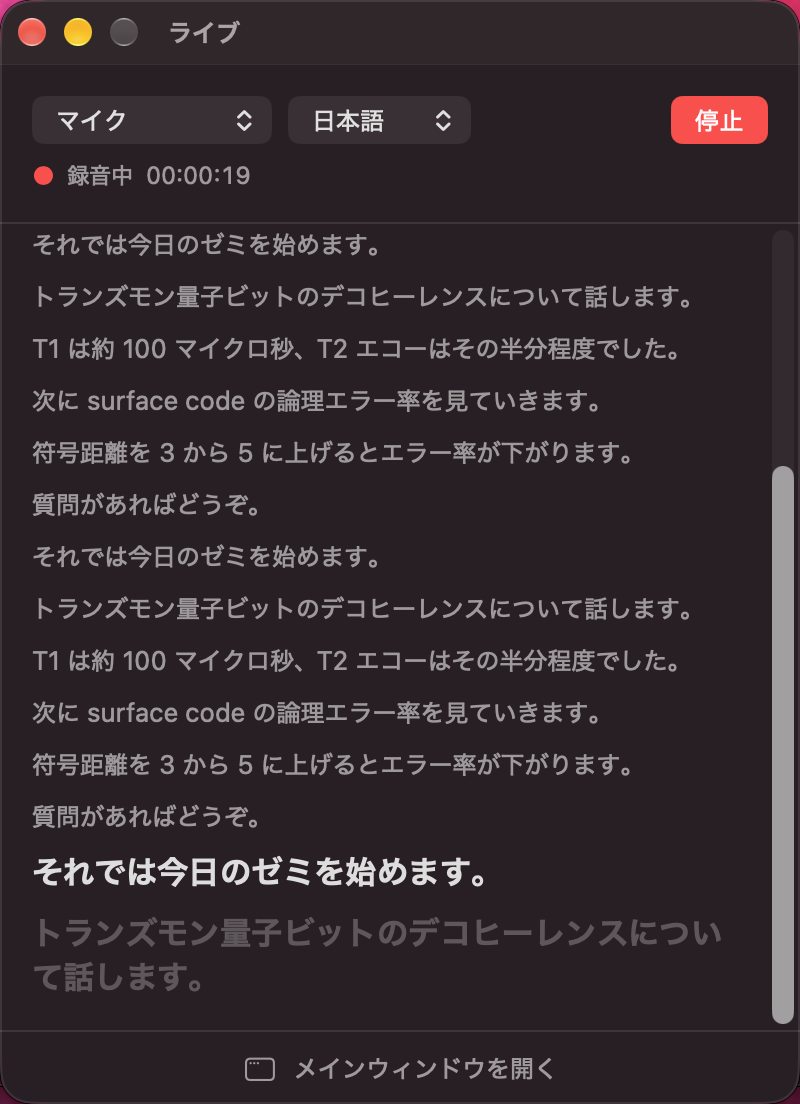 ライブ
マイク
日本語
停止
録音中 00:00:19
それでは今日のゼミを始めます。
トランズモン量子ビットのデコヒーレンスについて話します。
T1 は約 100 マイクロ秒、T2 エコーはその半分程度でした。
次に surface code の論理エラー率を見ていきます。
符号距離を 3 から 5 に上げるとエラー率が下がります。
質問があればどうぞ。
それでは今日のゼミを始めます。
トランズモン量子ビットのデコヒーレンスについて話します。
T1 は約 100 マイクロ秒、T2 エコーはその半分程度でした。
次に surface code の論理エラー率を見ていきます。
符号距離を 3 から 5 に上げるとエラー率が下がります。
質問があればどうぞ。
それでは今日のゼミを始めます。
トランズモン量子ビットのデコヒーレンスについ
て話します。
メインウィンドウを開く